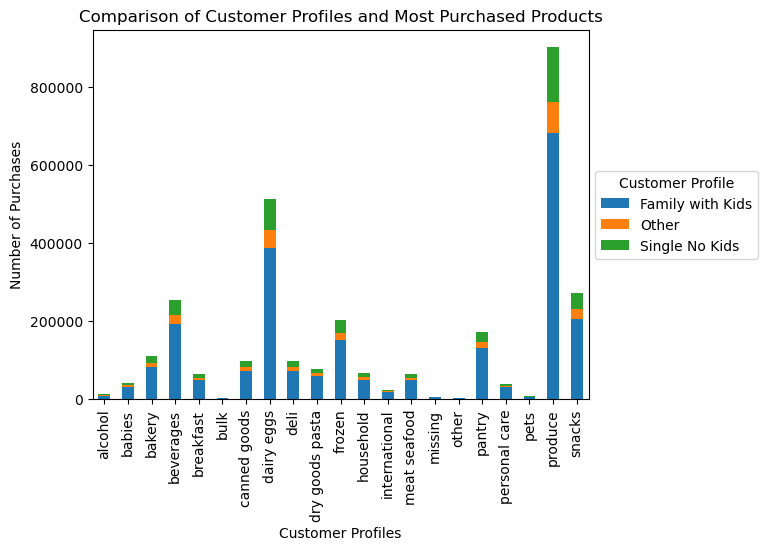 Comparison of Customer Profiles and Most Purchased Products
Number of Purchases
800000
600000
400000
200000
0
alcohol
babies
bakery
beverages
breakfast
bulk
canned goods
dairy eggs
deli
dry goods pasta
frozen
household
international
meat seafood
missing
other
pantry
personal care
pets
produce
snacks
Customer Profiles
Customer Profile
Family with Kids
Other
Single No Kids